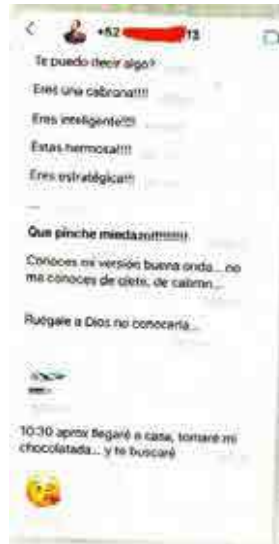 +52 13
Te puedo decir algo?
Eres una cabrona!!!!
Eres inteligente!!!!
Estas hermosa!!!!
Eres estratégica!!!
Que pinche miedazo!!!!!!!!!
Conoces mi versión buena onda... no
me conoces de ojete, de cabrón...
Ruégale a Dios no conocerla...
10:30 aprox llegaré a casa, tomaré mi
chocolatada... y te buscaré